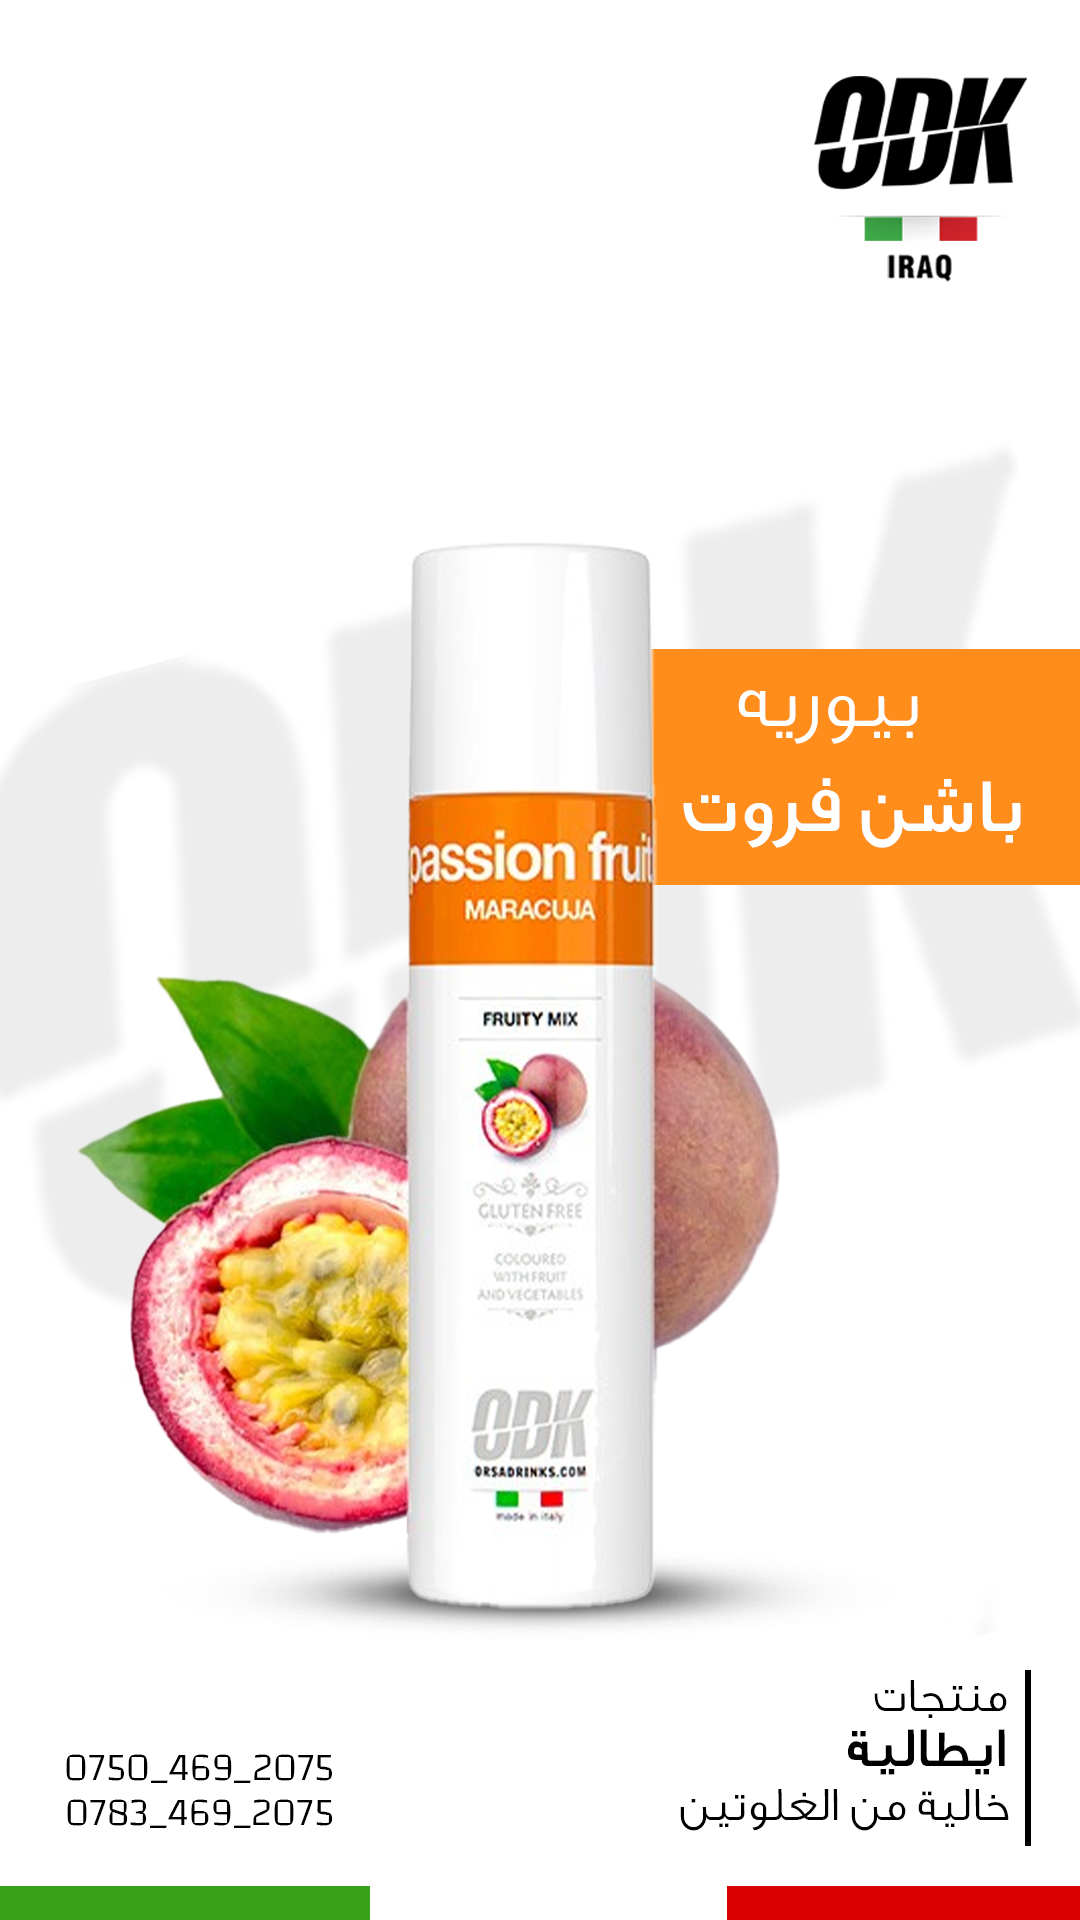 ODK
IRAQ
بيوريه
باشن فروت
passion fruit
MARACUJA
FRUITY MIX
GLUTEN FREE
COLOURED
WITH FRUIT
AND VEGETABLES
ODK
ORSADRINKS.COM
made in italy
منتجات
ايطالية
خالية من الغلوتين
0750_469_2075
0783_469_2075